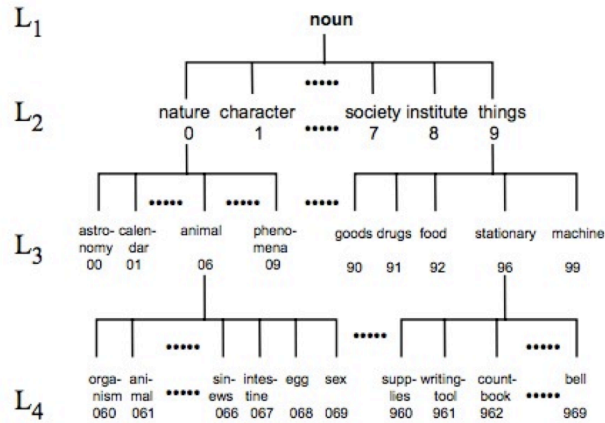 L1
noun
.....
L2
nature character ..... society institute things
0 1 7 8 9
..... ..... .....
L3
astro- calen- animal pheno- goods drugs food stationary machine
nomy dar mena
00 01 06 09 90 91 92 96 99
..... ..... .....
L4
orga- ani- ..... sin- intes- egg sex supp- writing- count- ..... bell
nism mal ews tine lies tool book
060 061 066 067 068 069 960 961 962 969